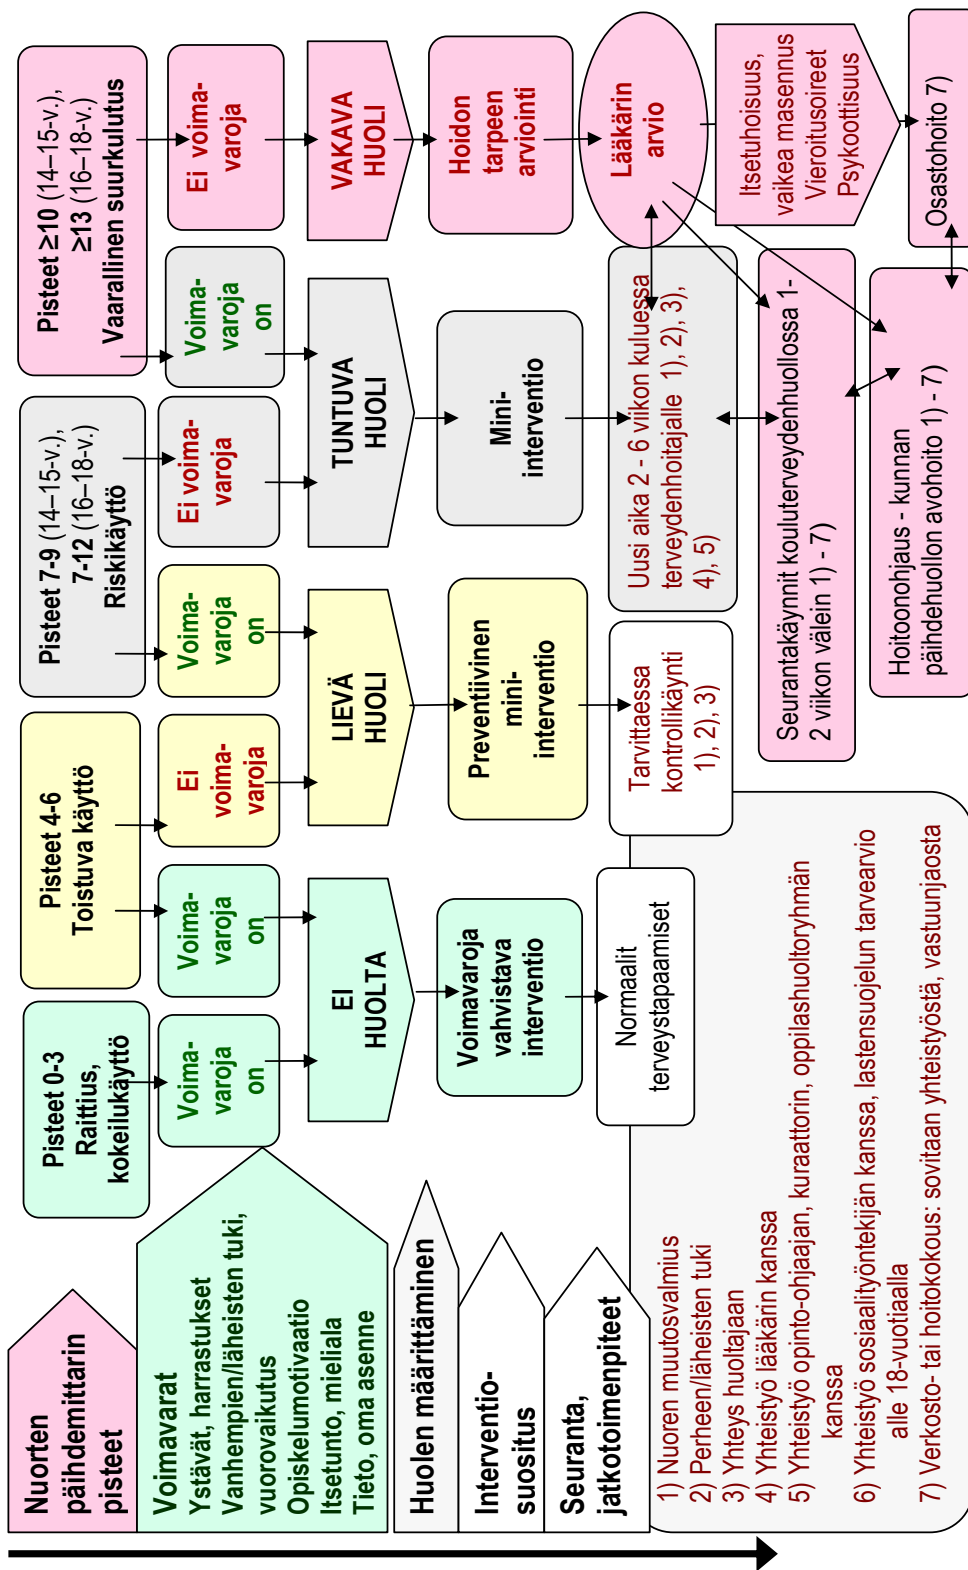 Nuorten
päihdemittarin
pisteet
Pisteet 0-3
Raittius,
kokeilukäyttö
Pisteet 4-6
Toistuva käyttö
Pisteet 7-9 (14–15-v.),
7-12 (16–18-v.)
Riskikäyttö
Pisteet ≥10 (14–15-v.),
≥13 (16–18-v.)
Vaarallinen suurkulutus
Voimavarat
Ystävät, harrastukset
Vanhempien/läheisten tuki,
vuorovaikutus
Opiskelumotivaatio
Itsetunto, mieliala
Tieto, oma asenne
Voima-
varoja
on
Voima-
varoja
on
Ei
voima-
varoja
Voima-
varoja
on
Ei voima-
varoja
Voima-
varoja
on
Ei voima-
varoja
Huolen määrittäminen
EI
HUOLTA
LIEVÄ
HUOLI
TUNTUVA
HUOLI
VAKAVA
HUOLI
Interventio-
suositus
Voimavaroja
vahvistava
interventio
Preventiivinen
mini-
interventio
Mini-
interventio
Hoidon
tarpeen
arviointi
Seuranta,
jatkotoimenpiteet
Normaalit
terveystapaamiset
Tarvittaessa
kontrollikäynti
1), 2), 3)
Uusi aika 2 - 6 viikon kuluessa
terveydenhoitajalle 1), 2), 3),
4), 5)
Lääkärin
arvio
Itsetuhoisuus,
vaikea masennus
Vieroitusoireet
Psykoottisuus
Seurantakäynnit kouluterveydenhuollossa 1-
2 viikon välein 1) - 7)
Hoitoonohjaus - kunnan
päihdehuollon avohoito 1) - 7)
Osastohoito 7)
1) Nuoren muutosvalmius
2) Perheen/läheisten tuki
3) Yhteys huoltajaan
4) Yhteistyö lääkärin kanssa
5) Yhteistyö opinto-ohjaajan, kuraattorin, oppilashuoltoryhmän
kanssa
6) Yhteistyö sosiaalityöntekijän kanssa, lastensuojelun tarvearvio
alle 18-vuotiaalla
7) Verkosto- tai hoitokokous: sovitaan yhteistyöstä, vastuunjaosta